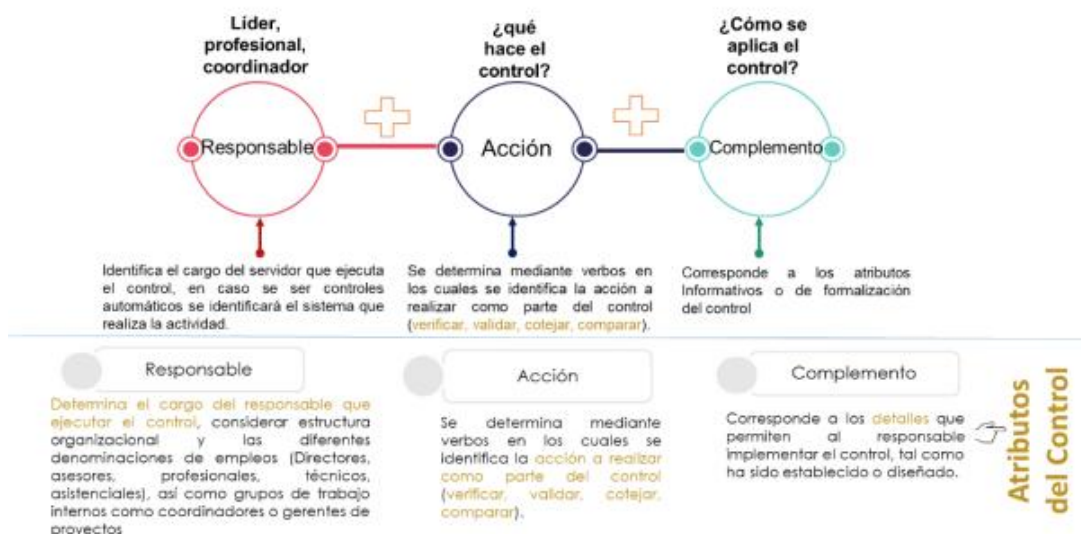 Líder,
profesional,
coordinador
¿qué
hace el
control?
¿Cómo se
aplica el
control?
Responsable
Acción
Complemento
Identifica el cargo del servidor que ejecuta
el control, en caso se ser controles
automáticos se identificará el sistema que
realiza la actividad.
Se determina mediante verbos en
los cuales se identifica la acción a
realizar como parte del control
(verificar, validar, cotejar, comparar).
Corresponde a los atributos
Informativos o de formalización
del control
Responsable
Determina el cargo del responsable que
ejecutar el control, considerar estructura
organizacional y las diferentes
denominaciones de empleos (Directores,
asesores, profesionales, técnicos,
asistenciales), así como grupos de trabajo
internos como coordinadores o gerentes de
proyectos
Acción
Se determina mediante
verbos en los cuales se
identifica la acción a realizar
como parte del control
(verificar, validar, cotejar,
comparar).
Complemento
Corresponde a los detalles que
permiten al responsable
implementar el control, tal como
ha sido establecido o diseñado.
Atributos
del Control